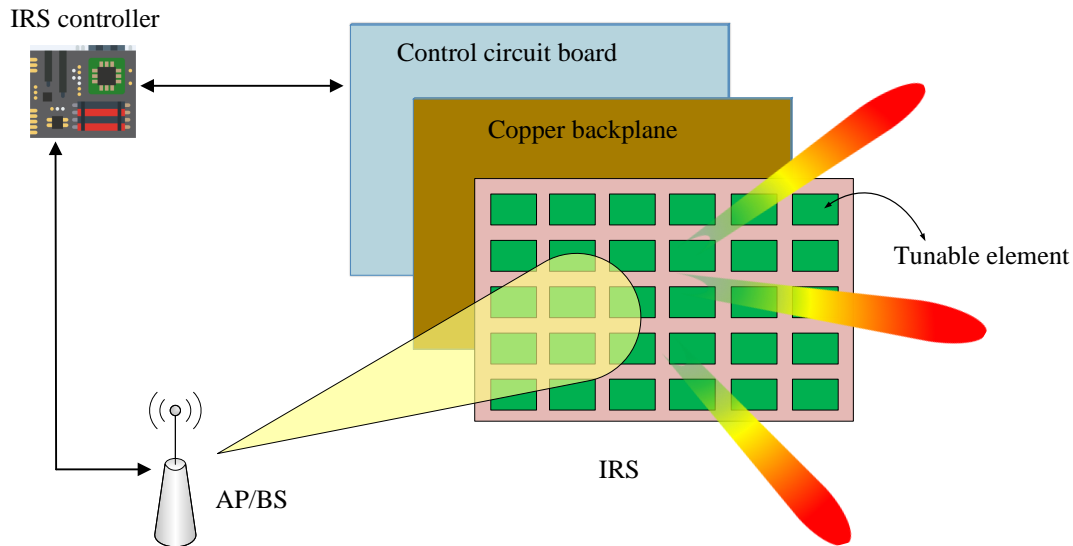 IRS controller
Control circuit board
Copper backplane
Tunable element
IRS
AP/BS